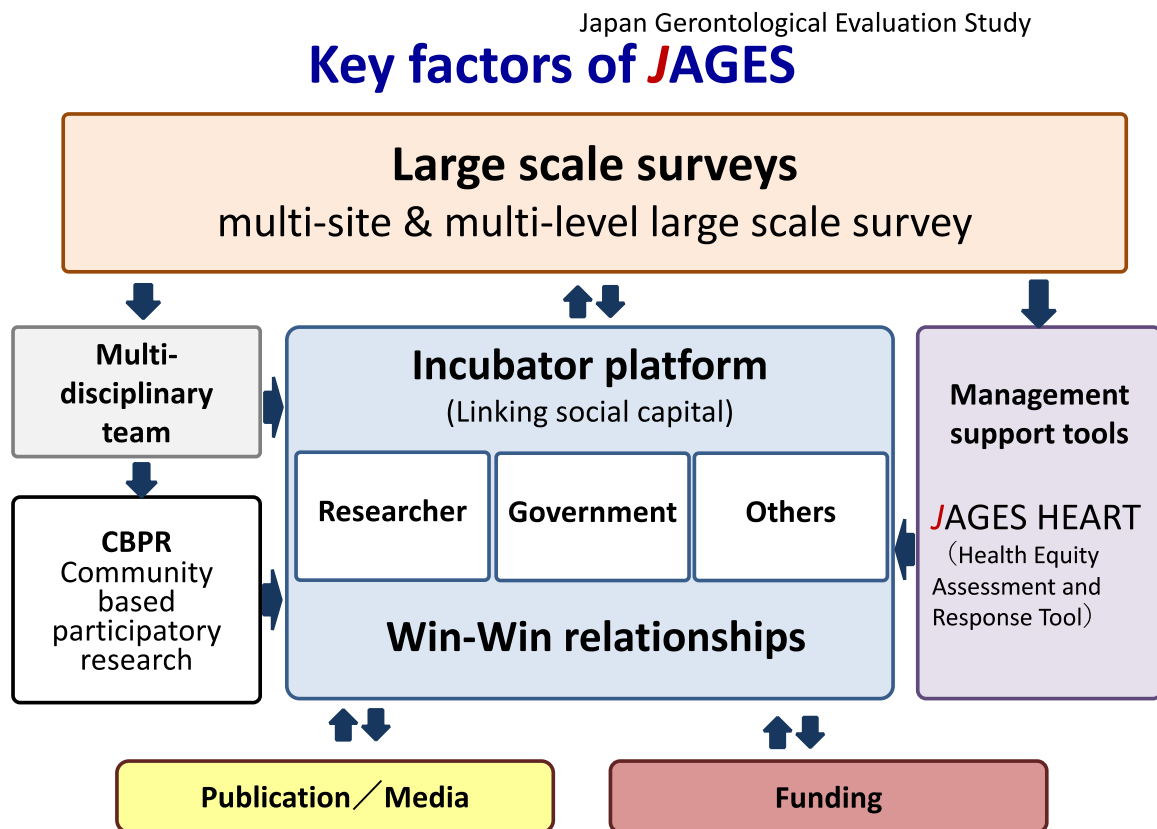 Japan Gerontological Evaluation Study
Key factors of JAGES
Large scale surveys
multi-site & multi-level large scale survey
Multi-
disciplinary
team
Incubator platform
(Linking social capital)
Management
support tools
Researcher
Government
Others
JAGES HEART
（Health Equity
Assessment and
Response Tool）
CBPR
Community
based
participatory
research
Win-Win relationships
Publication／Media
Funding